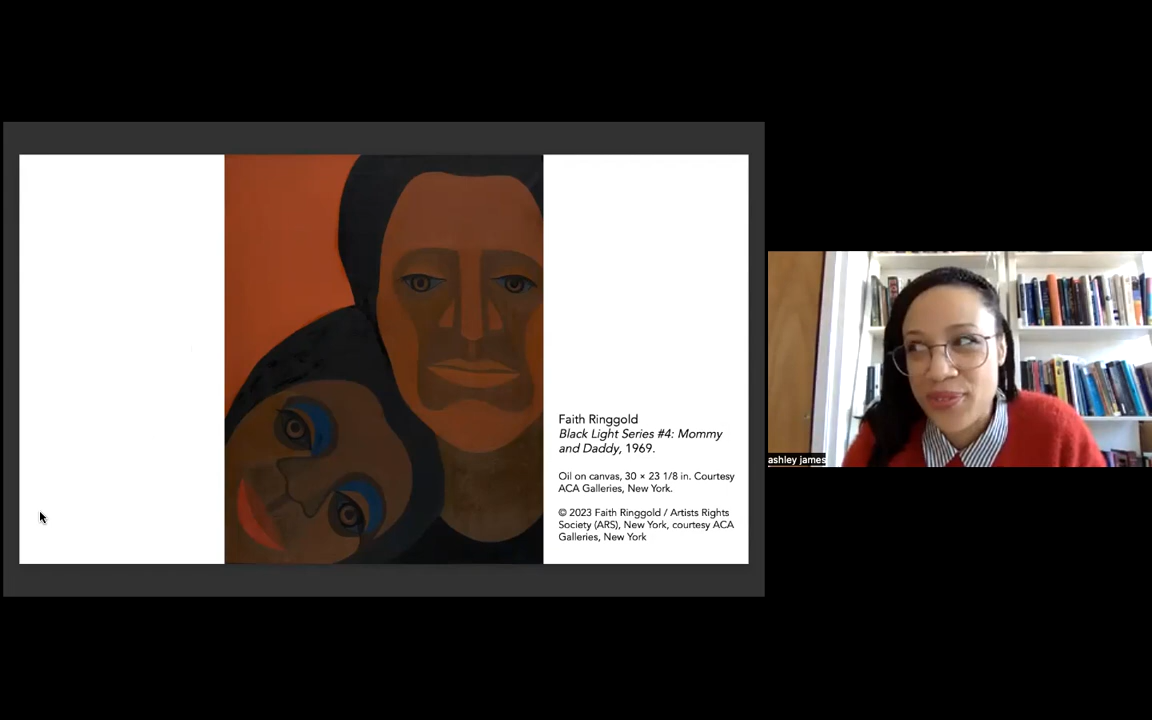 Faith Ringgold
Black Light Series #4: Mommy
and Daddy, 1969.
Oil on canvas, 30 × 23 1/8 in. Courtesy
ACA Galleries, New York.
© 2023 Faith Ringgold / Artists Rights
Society (ARS), New York, courtesy ACA
Galleries, New York
ashley james